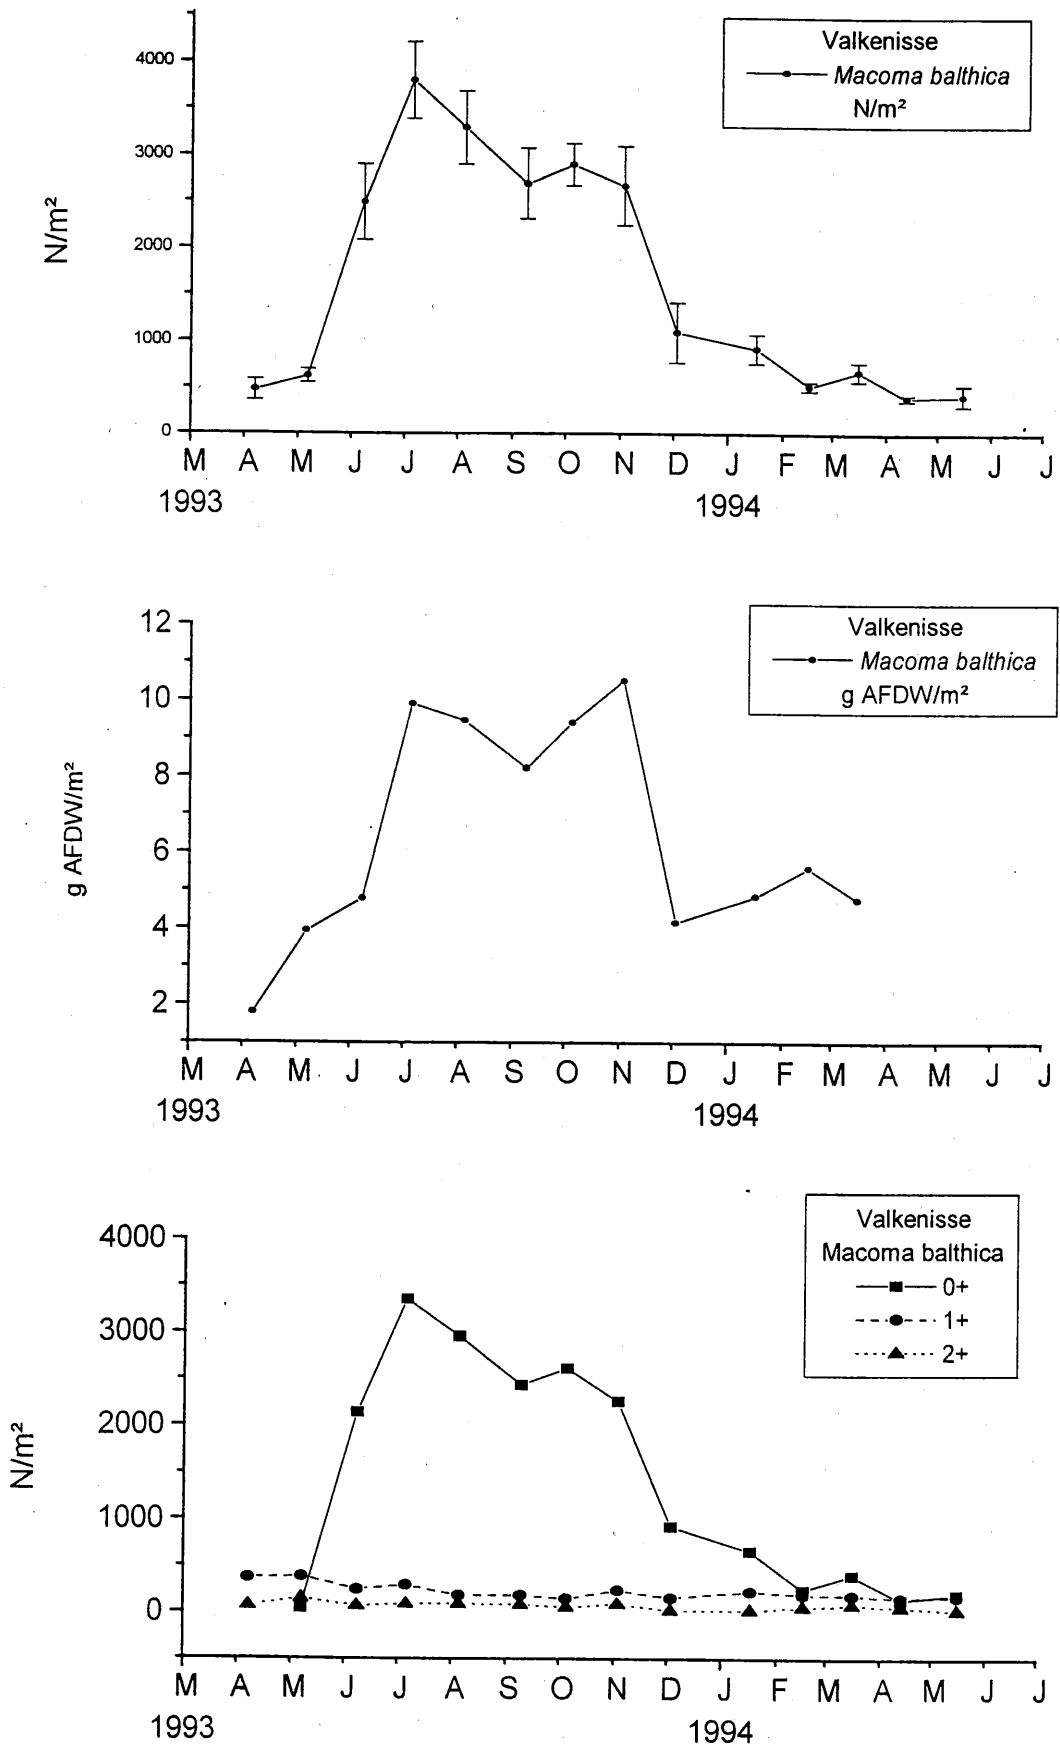 Valkenisse
Macoma balthica
N/m²
4000
3000
2000
1000
0
N/m²
M A M J J A S O N D J F M A M J J
1993 1994
Valkenisse
Macoma balthica
g AFDW/m²
12
10
8
6
4
2
g AFDW/m²
M A M J J A S O N D J F M A M J J
1993 1994
Valkenisse
Macoma balthica
0+
1+
2+
4000
3000
2000
1000
0
N/m²
M A M J J A S O N D J F M A M J J
1993 1994